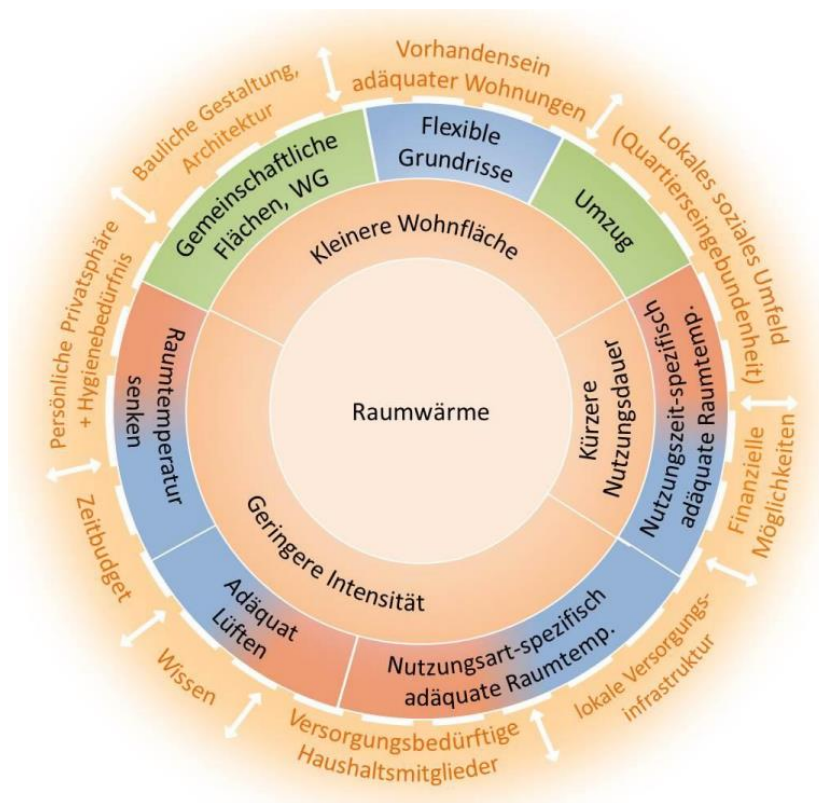 Vorhandensein
adäquater Wohnungen
Lokales soziales Umfeld
(Quartierseingebundenheit)
Finanzielle
Möglichkeiten
lokale Versorgungs-
infrastruktur
Versorgungsbedürftige
Haushaltsmitglieder
Wissen
Zeitbudget
Persönliche Privatsphäre
+ Hygienebedürfnis
Bauliche Gestaltung,
Architektur
Flexible
Grundrisse
Umzug
Nutzungszeit-spezifisch
adäquate Raumtemp.
Nutzungsart-spezifisch
adäquate Raumtemp.
Adäquat
Lüften
Raumtemperatur
senken
Gemeinschaftliche
Flächen, WG
Kleinere Wohnfläche
Kürzere
Nutzungsdauer
Geringere Intensität
Raumwärme